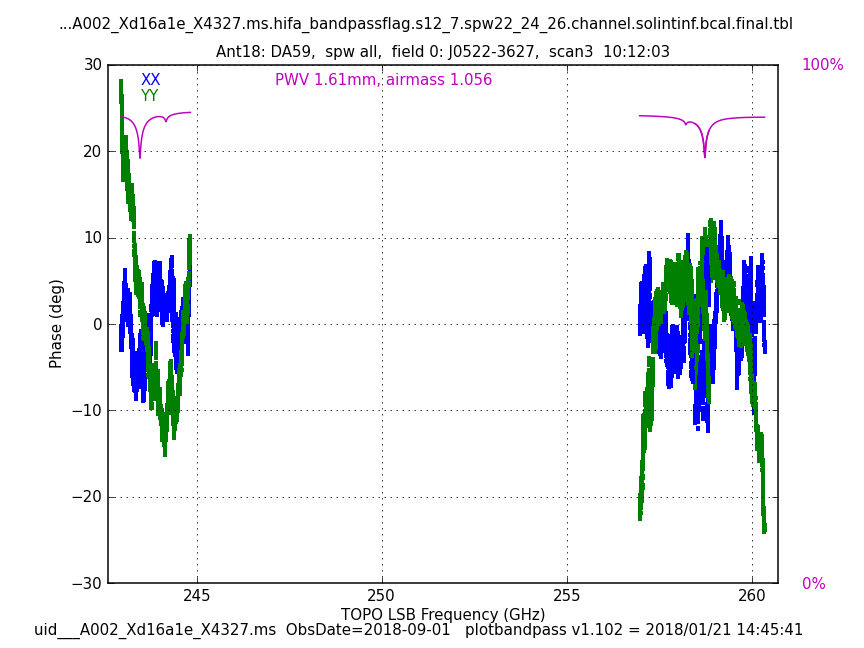 ...A002_Xd16a1e_X4327.ms.hifa_bandpassflag.s12_7.spw22_24_26.channel.solintinf.bcal.final.tbl
Ant18: DA59,  spw all,  field 0: J0522-3627,  scan3  10:12:03
30 100%
XX PWV 1.61mm, airmass 1.056
YY
20
10
0
−10
−20
−30 0%
Phase (deg)
245 250 255 260
TOPO LSB Frequency (GHz)
uid___A002_Xd16a1e_X4327.ms  ObsDate=2018-09-01   plotbandpass v1.102 = 2018/01/21 14:45:41